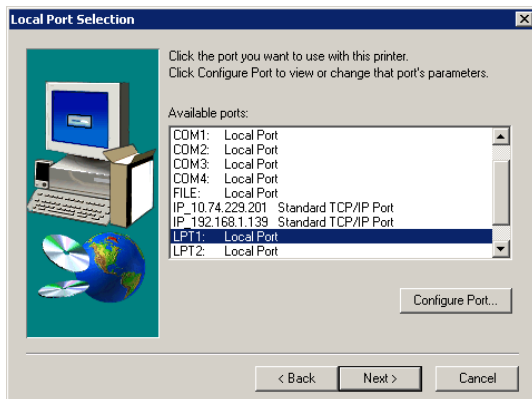 Local Port Selection
Click the port you want to use with this printer.
Click Configure Port to view or change that port's parameters.
Available ports:
COM1: Local Port
COM2: Local Port
COM3: Local Port
COM4: Local Port
FILE: Local Port
IP_10.74.229.201 Standard TCP/IP Port
IP_192.168.1.139 Standard TCP/IP Port
LPT1: Local Port
LPT2: Local Port
Configure Port...
< Back Next > Cancel